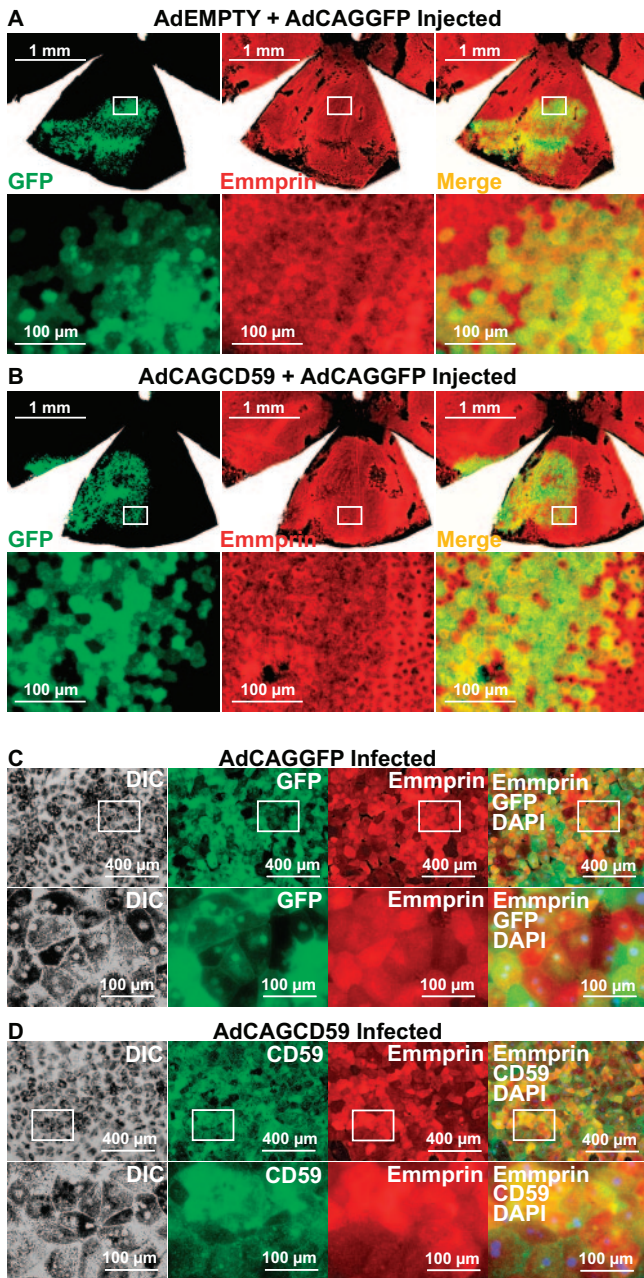 A AdEMPTY + AdCAGGFP Injected
1 mm 1 mm 1 mm
GFP Emmprin Merge
100 µm 100 µm 100 µm
B AdCAGCD59 + AdCAGGFP Injected
1 mm 1 mm 1 mm
GFP Emmprin Merge
100 µm 100 µm 100 µm
C AdCAGGFP Infected
DIC GFP Emmprin Emmprin
GFP
DAPI
400 µm 400 µm 400 µm 400 µm
DIC GFP Emmprin Emmprin
GFP
DAPI
100 µm 100 µm 100 µm 100 µm
D AdCAGCD59 Infected
DIC CD59 Emmprin Emmprin
CD59
DAPI
400 µm 400 µm 400 µm 400 µm
DIC CD59 Emmprin Emmprin
CD59
DAPI
100 µm 100 µm 100 µm 100 µm